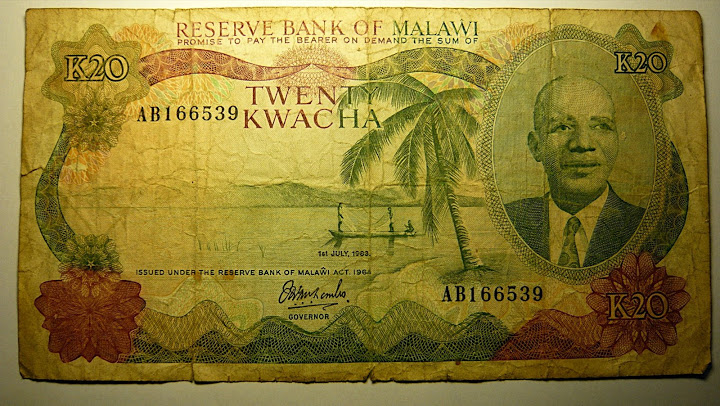 RESERVE BANK OF MALAWI
PROMISE TO PAY THE BEARER ON DEMAND THE SUM OF
K20
K20
TWENTY
KWACHA
AB166539
1st JULY, 1983.
ISSUED UNDER THE RESERVE BANK OF MALAŴI ACT. 1964
GOVERNOR
AB166539
K20